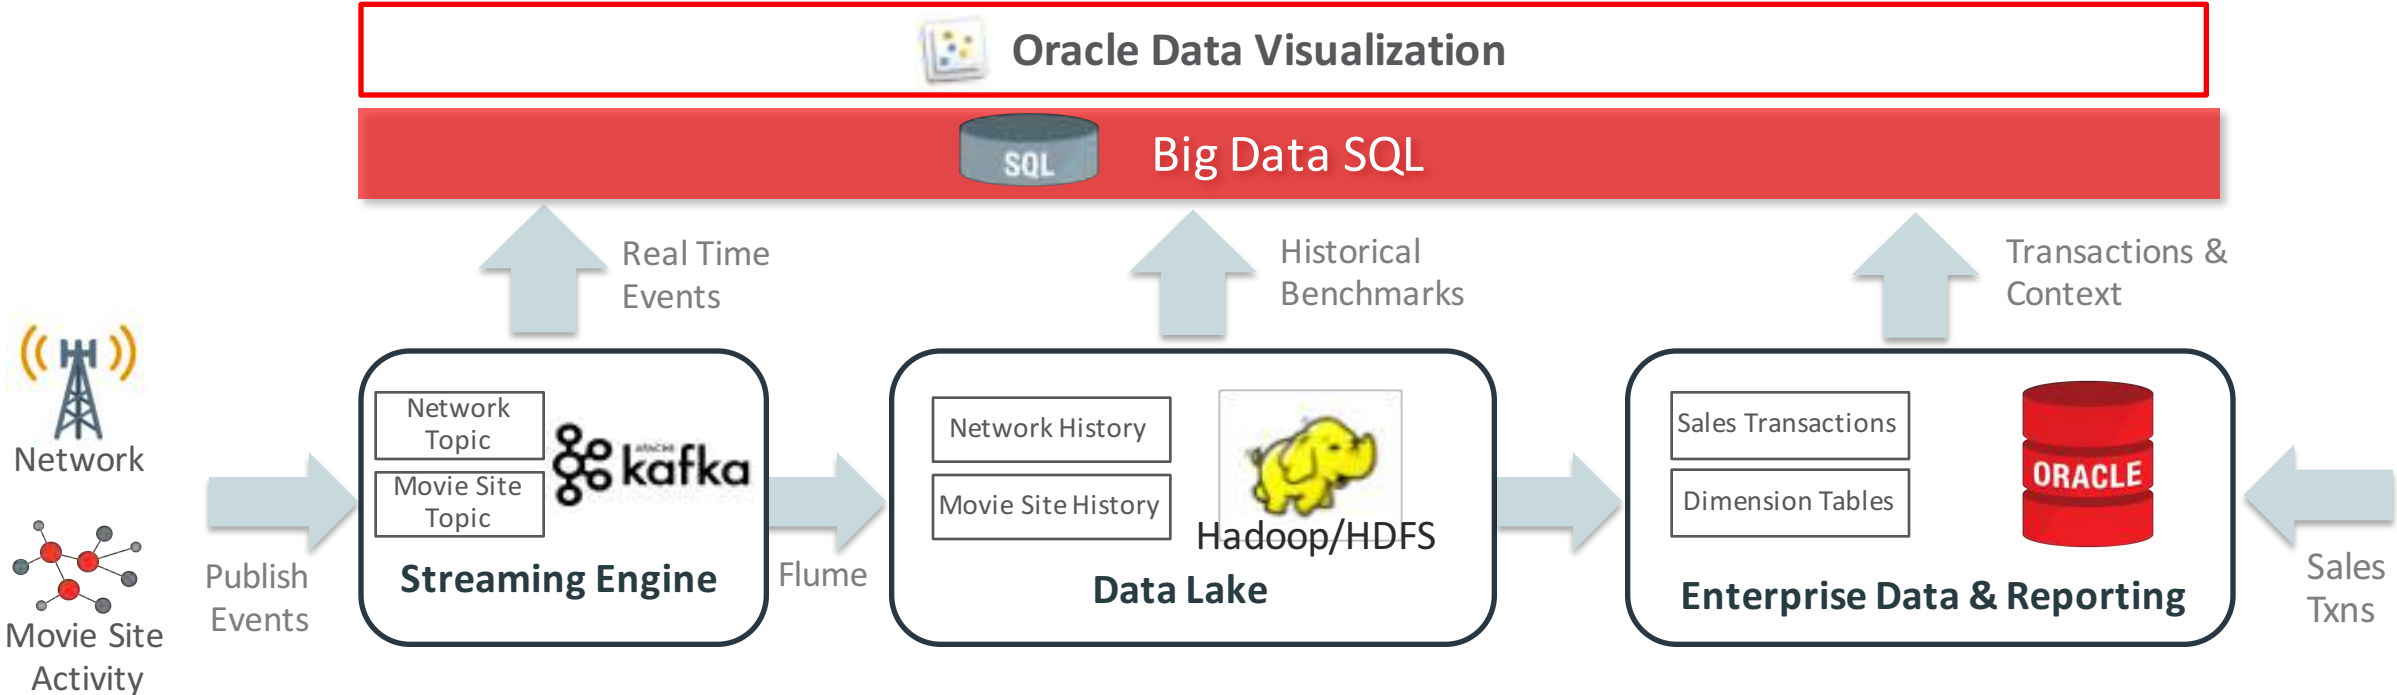 Oracle Data Visualization
SQL
Big Data SQL
Real Time
Events
Historical
Benchmarks
Transactions &
Context
Network
Movie Site
Activity
Publish
Events
Network
Topic
Movie Site
Topic
APACHE
kafka
Streaming Engine
Flume
Network History
Movie Site History
Hadoop/HDFS
Data Lake
Sales Transactions
Dimension Tables
ORACLE
Enterprise Data & Reporting
Sales
Txns